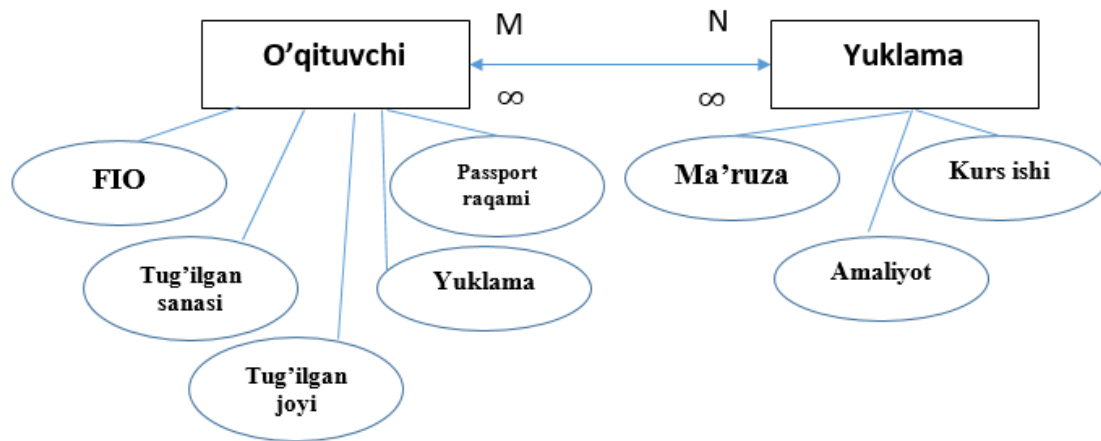 M
N
O’qituvchi
Yuklama
∞
∞
FIO
Passport
raqami
Ma’ruza
Kurs ishi
Tug’ilgan
sanasi
Yuklama
Amaliyot
Tug’ilgan
joyi